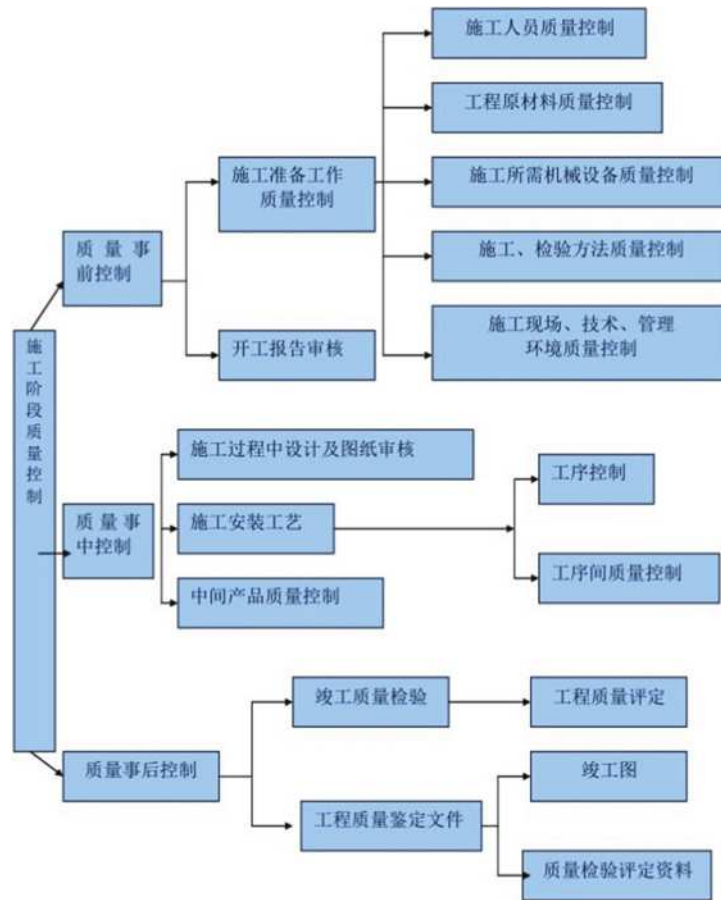 施工阶段质量控制
质量事
前控制
施工准备工作
质量控制
施工人员质量控制
工程原材料质量控制
施工所需机械设备质量控制
施工、检验方法质量控制
施工现场、技术、管理
环境质量控制
开工报告审核
质量事
中控制
施工过程中设计及图纸审核
施工安装工艺
工序控制
工序间质量控制
中间产品质量控制
质量事后控制
竣工质量检验
工程质量评定
工程质量鉴定文件
竣工图
质量检验评定资料